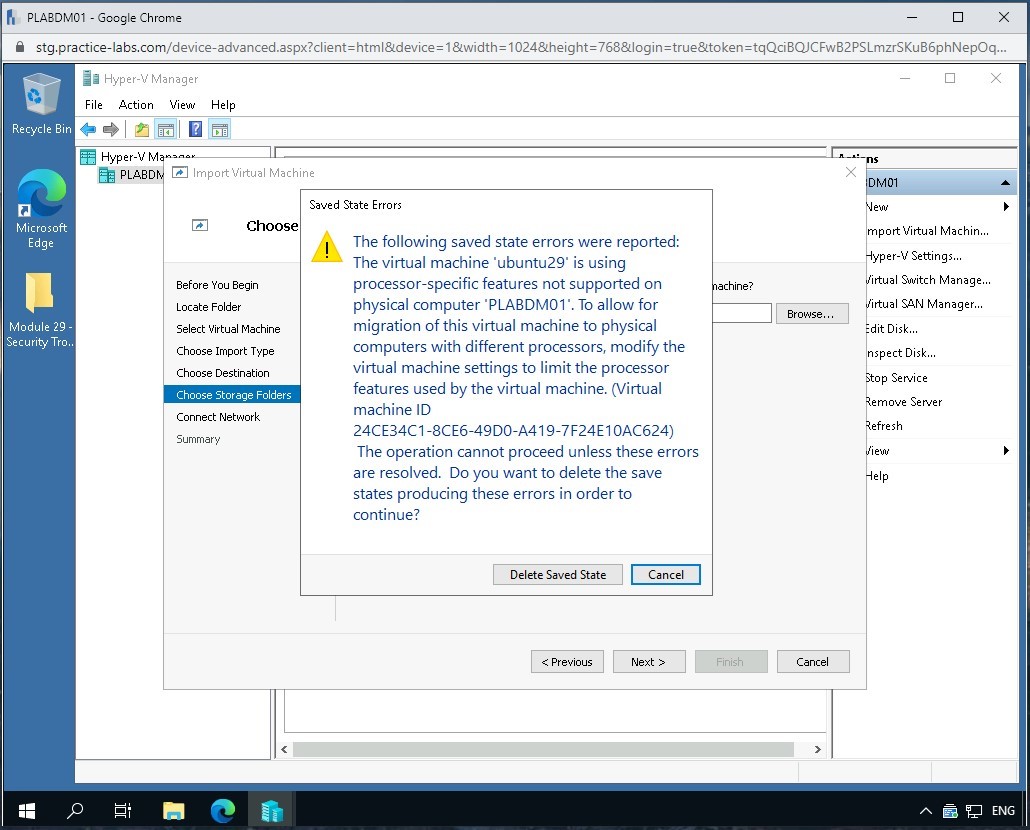 PLABDM01 - Google Chrome
stg.practice-labs.com/device-advanced.aspx?client=html&device=1&width=1024&height=768&login=true&token=tqQciBQJCFwB2PSLmzrSKuB6phNepOq...
Recycle Bin
Microsoft
Edge
Module 29 -
Security Tro...
Hyper-V Manager
File Action View Help
Hyper-V Manager
PLABDM
Import Virtual Machine
Choose
Before You Begin
Locate Folder
Select Virtual Machine
Choose Import Type
Choose Destination
Choose Storage Folders
Connect Network
Summary
machine?
Browse...
Saved State Errors
The following saved state errors were reported:
The virtual machine 'ubuntu29' is using
processor-specific features not supported on
physical computer 'PLABDM01'. To allow for
migration of this virtual machine to physical
computers with different processors, modify the
virtual machine settings to limit the processor
features used by the virtual machine. (Virtual
machine ID
24CE34C1-8CE6-49D0-A419-7F24E10AC624)
The operation cannot proceed unless these errors
are resolved. Do you want to delete the save
states producing these errors in order to
continue?
Delete Saved State Cancel
< Previous Next > Finish Cancel
Actions
BDM01
New
mport Virtual Machin...
Hyper-V Settings...
Virtual Switch Manage...
Virtual SAN Manager...
Edit Disk...
nspect Disk...
Stop Service
Remove Server
Refresh
View
Help
ENG